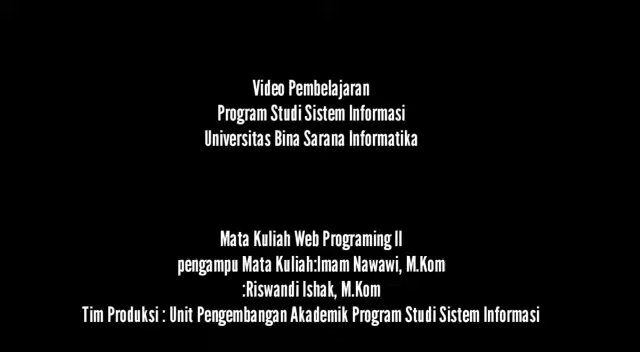 Video Pembelajaran
Program Studi Sistem Informasi
Universitas Bina Sarana Informatika
Mata Kuliah Web Programing II
pengampu Mata Kuliah:Imam Nawawi, M.Kom
:Riswandi Ishak, M.Kom
Tim Produksi : Unit Pengembangan Akademik Program Studi Sistem Informasi